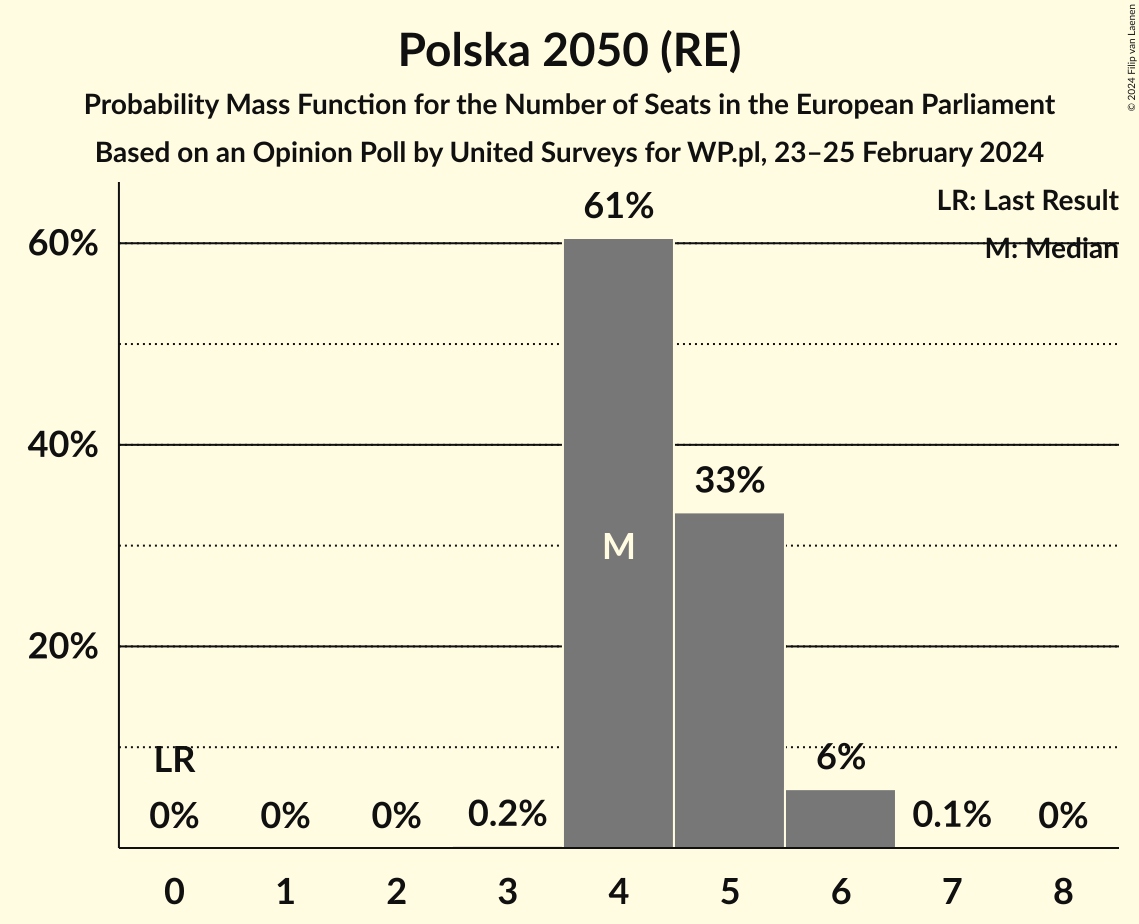 Polska 2050 (RE)
Probability Mass Function for the Number of Seats in the European Parliament
Based on an Opinion Poll by United Surveys for WP.pl, 23–25 February 2024
© 2024 Filip van Laenen
LR: Last Result
M: Median
60%
40%
20%
61%
33%
M
LR
6%
0%
0%
0%
0.2%
0.1%
0%
0 1 2 3 4 5 6 7 8